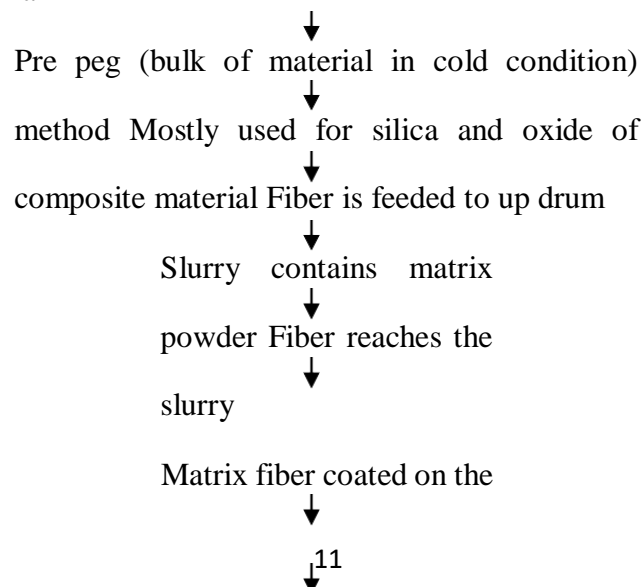 Pre peg (bulk of material in cold condition)
method Mostly used for silica and oxide of
composite material Fiber is feeded to up drum
Slurry contains matrix
powder Fiber reaches the
slurry
Matrix fiber coated on the
11